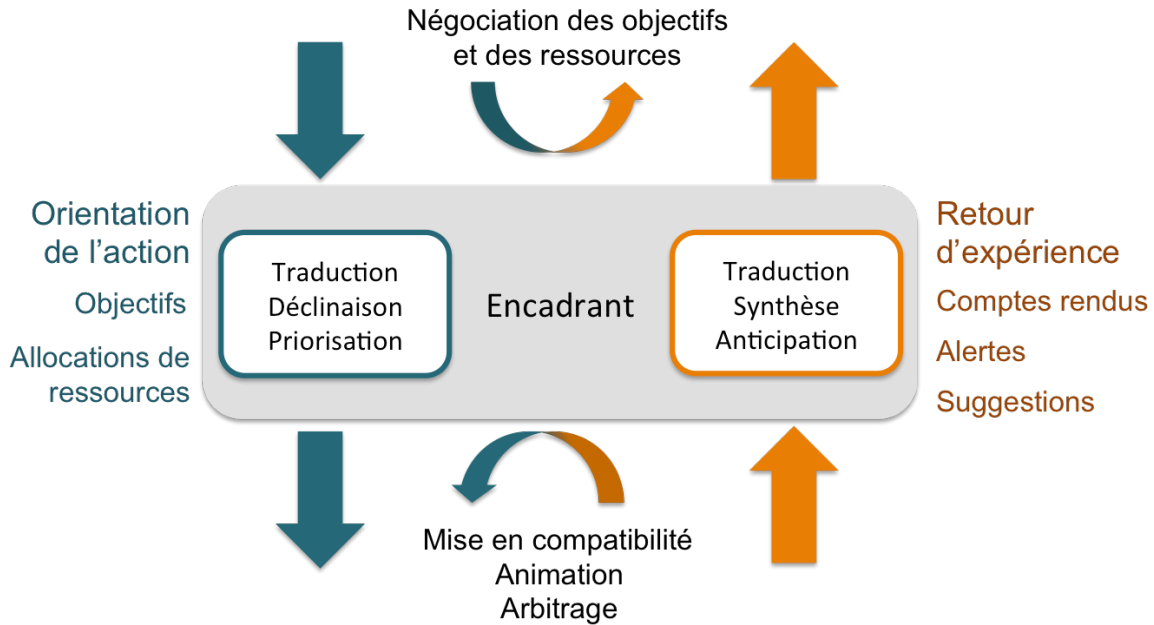 Négociation des objectifs
et des ressources
Orientation
de l’action
Objectifs
Allocations de
ressources
Traduction
Déclinaison
Priorisation
Encadrant
Traduction
Synthèse
Anticipation
Retour
d’expérience
Comptes rendus
Alertes
Suggestions
Mise en compatibilité
Animation
Arbitrage